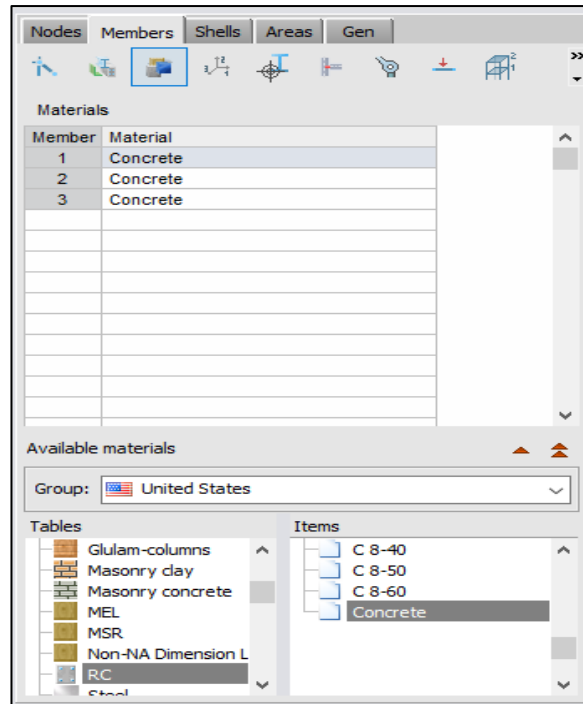 Nodes Members Shells Areas Gen
Materials
Member Material
1 Concrete
2 Concrete
3 Concrete
Available materials
Group: United States
Tables
Glulam-columns
Masonry clay
Masonry concrete
MEL
MSR
Non-NA Dimension L
RC
Steel
Items
C 8-40
C 8-50
C 8-60
Concrete